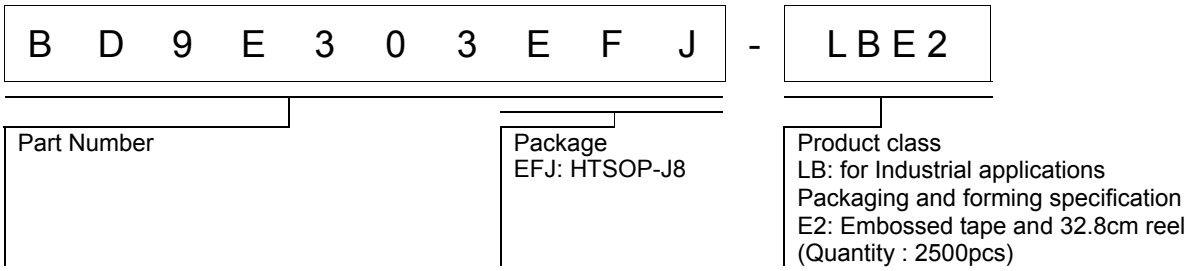 B D 9 E 3 0 3 E F J - L B E 2
Part Number
Package
EFJ: HTSOP-J8
Product class
LB: for Industrial applications
Packaging and forming specification
E2: Embossed tape and 32.8cm reel
(Quantity : 2500pcs)